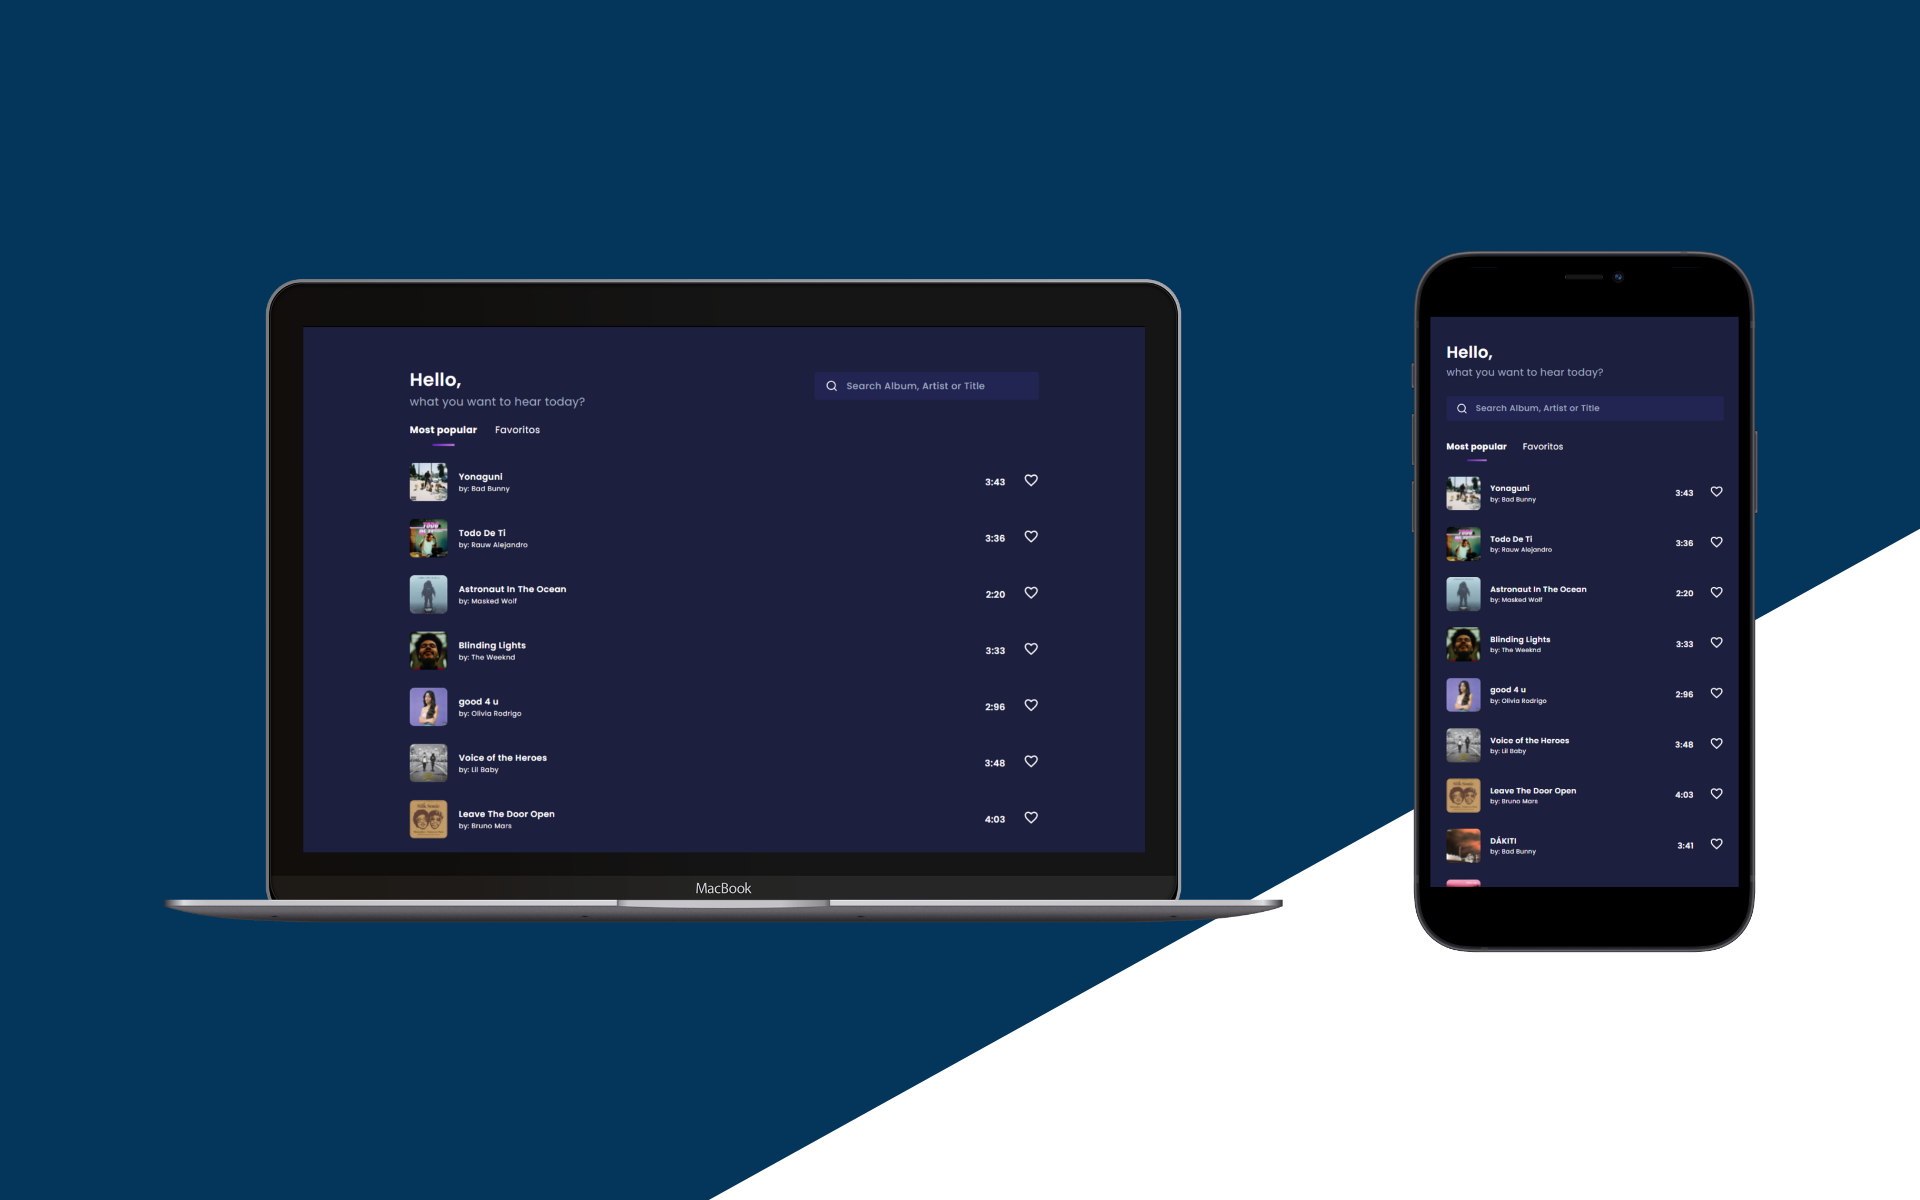 Hello,
what you want to hear today?
Search Album, Artist or Title
Most popular Favoritos
Yonaguni
by: Bad Bunny
3:43
Todo De Ti
by: Rauw Alejandro
3:36
Astronaut In The Ocean
by: Masked Wolf
2:20
Blinding Lights
by: The Weeknd
3:33
good 4 u
by: Olivia Rodrigo
2:96
Voice of the Heroes
by: Lil Baby
3:48
Leave The Door Open
by: Bruno Mars
4:03
MacBook
Hello,
what you want to hear today?
Search Album, Artist or Title
Most popular Favoritos
Yonaguni
by: Bad Bunny
3:43
Todo De Ti
by: Rauw Alejandro
3:36
Astronaut In The Ocean
by: Masked Wolf
2:20
Blinding Lights
by: The Weeknd
3:33
good 4 u
by: Olivia Rodrigo
2:96
Voice of the Heroes
by: Lil Baby
3:48
Leave The Door Open
by: Bruno Mars
4:03
DÁKITI
by: Bad Bunny
3:41